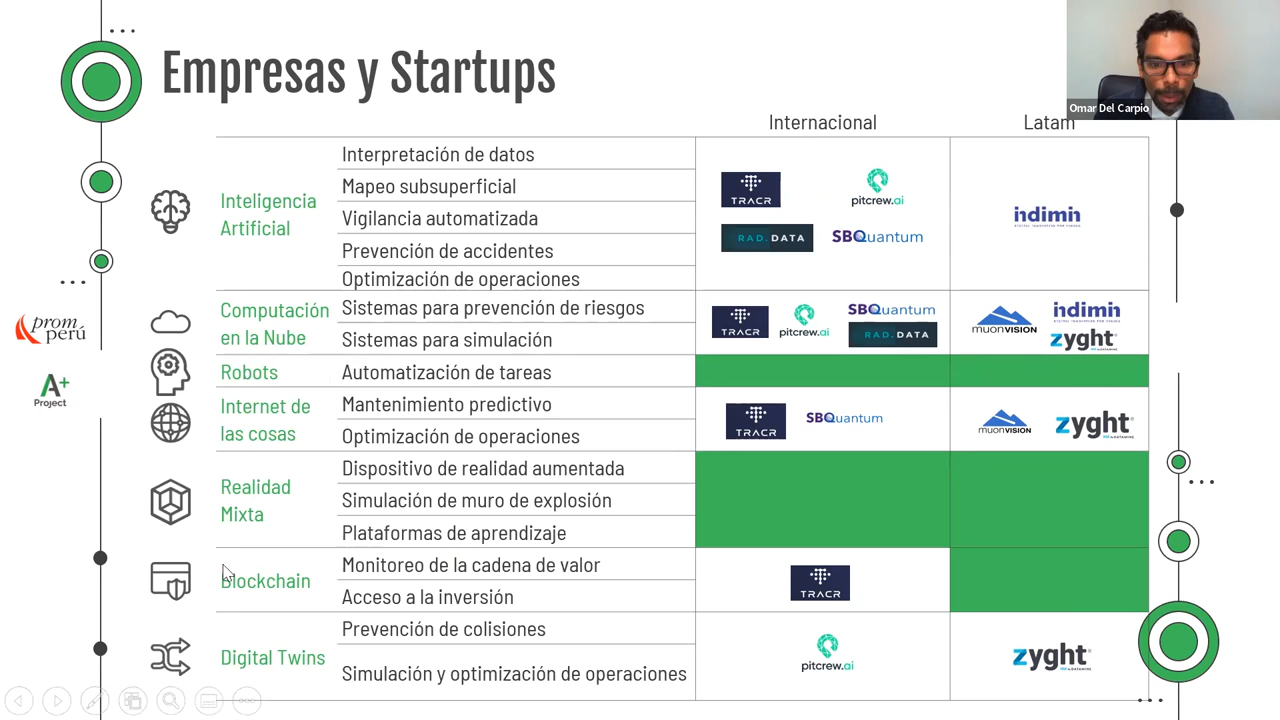 Empresas y Startups
Omar Del Carpio
Internacional
Latam
Inteligencia
Artificial
Interpretación de datos
Mapeo subsuperficial
Vigilancia automatizada
Prevención de accidentes
Optimización de operaciones
TRACR
pitcrew.ai
RAD.DATA
SBQuantum
indimin
Computación
en la Nube
Sistemas para prevención de riesgos
Sistemas para simulación
TRACR
pitcrew.ai
SBQuantum
RAD.DATA
muonVISION
indimin
zyght
prom
perú
A+
Project
Robots
Automatización de tareas
Internet de
las cosas
Mantenimiento predictivo
Optimización de operaciones
TRACR
SBQuantum
muonVISION
zyght
Realidad
Mixta
Dispositivo de realidad aumentada
Simulación de muro de explosión
Plataformas de aprendizaje
Blockchain
Monitoreo de la cadena de valor
Acceso a la inversión
TRACR
Digital Twins
Prevención de colisiones
Simulación y optimización de operaciones
pitcrew.ai
zyght